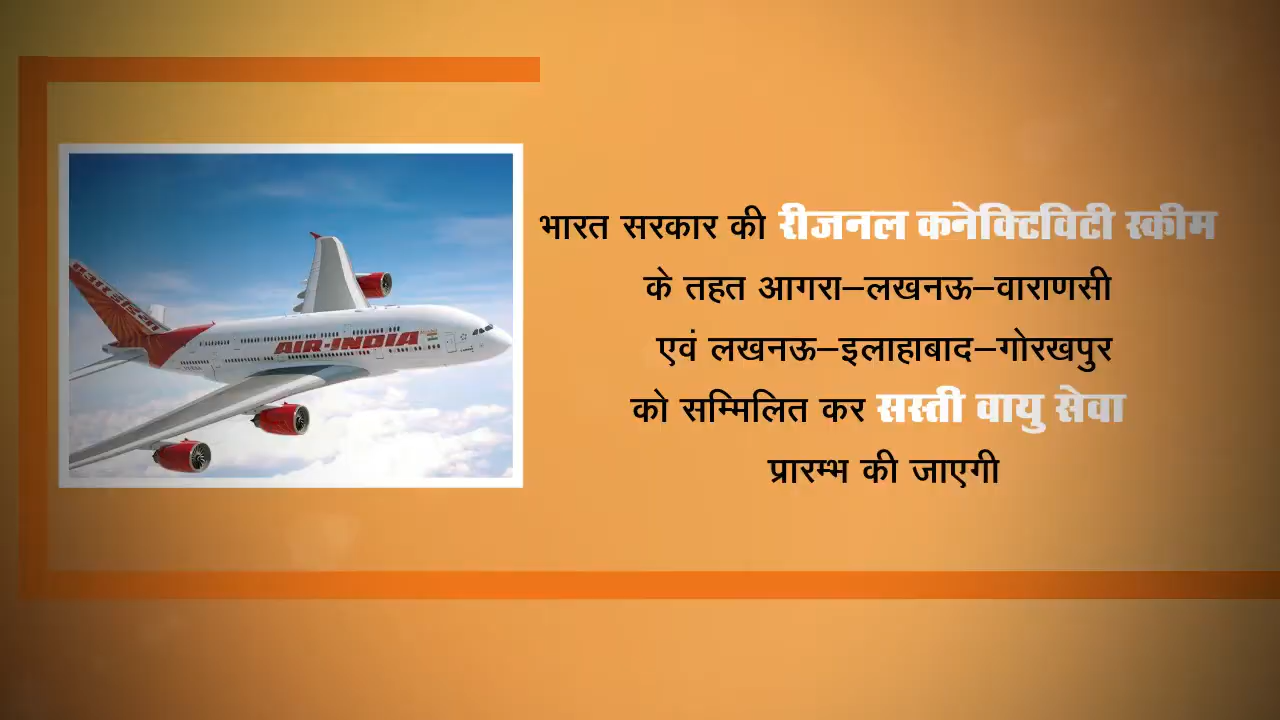 भारत सरकार की रीजनल कनेक्टिविटी स्कीम
के तहत आगरा–लखनऊ–वाराणसी
एवं लखनऊ–इलाहाबाद–गोरखपुर
को सम्मिलित कर सस्ती वायु सेवा
प्रारम्भ की जाएगी
AIR-INDIA